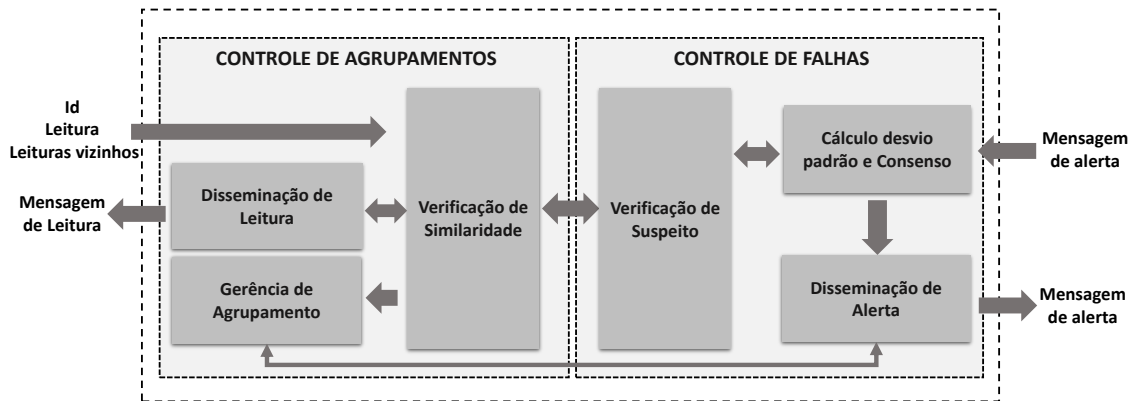 CONTROLE DE AGRUPAMENTOS
CONTROLE DE FALHAS
Id
Leitura
Leituras vizinhos
Mensagem
de Leitura
Disseminação de
Leitura
Gerência de
Agrupamento
Verificação de
Similaridade
Verificação de
Suspeito
Cálculo desvio
padrão e Consenso
Disseminação de
Alerta
Mensagem
de alerta
Mensagem
de alerta